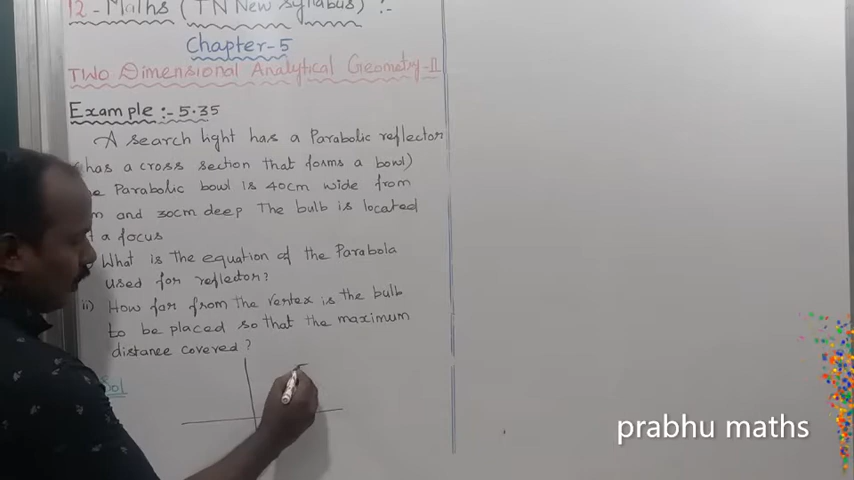 12 - Maths (TN New Syllabus) :-
Chapter-5
Two Dimensional Analytical Geometry-II
Example :- 5.35
A search light has a Parabolic reflector
has a cross section that forms a bowl)
Parabolic bowl is 40cm wide from
and 30cm deep The bulb is located
a focus
What is the equation of the Parabola
used for reflector?
ii) How far from the vertex is the bulb
to be placed so that the maximum
distance covered?
Sol
prabhu maths